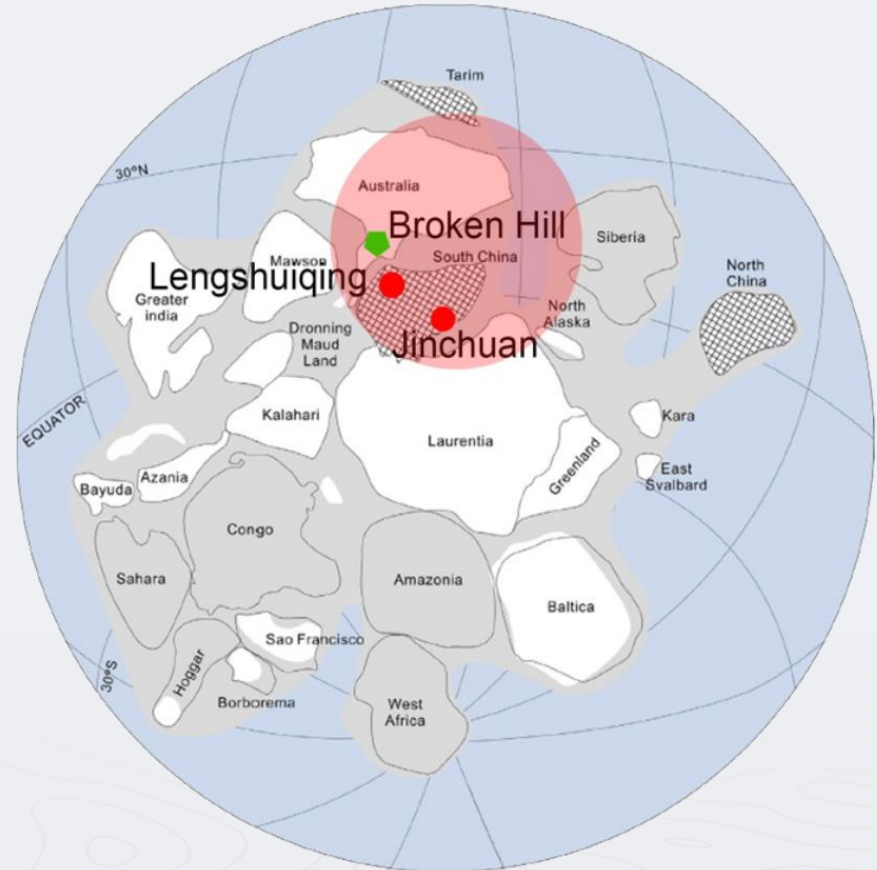 Tarim
30°N
Australia
Broken Hill
South China
Siberia
Mawson
Lengshuiqing
North
China
Greater
india
North
Alaska
Dronning
Maud
Land
Jinchuan
EQUATOR
Kalahari
Laurentia
Kara
Greenland
East
Svalbard
Azania
Bayuda
Congo
Sahara
Amazonia
Baltica
Sao Francisco
Hoggar
30°S
Borborema
West
Africa